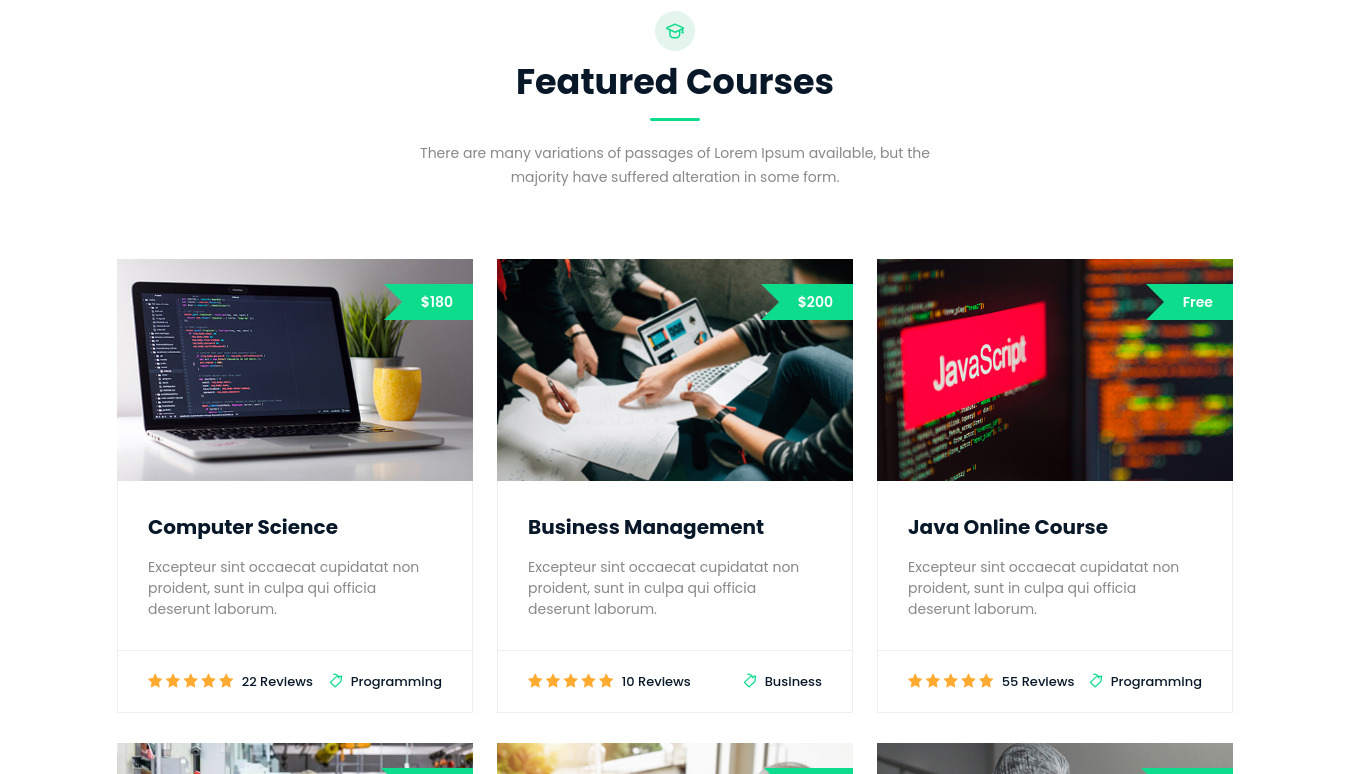 Featured Courses
There are many variations of passages of Lorem Ipsum available, but the
majority have suffered alteration in some form.
$180
Computer Science
Excepteur sint occaecat cupidatat non
proident, sunt in culpa qui officia
deserunt laborum.
22 Reviews
Programming
$200
Business Management
Excepteur sint occaecat cupidatat non
proident, sunt in culpa qui officia
deserunt laborum.
10 Reviews
Business
Free
JavaScript
Java Online Course
Excepteur sint occaecat cupidatat non
proident, sunt in culpa qui officia
deserunt laborum.
55 Reviews
Programming